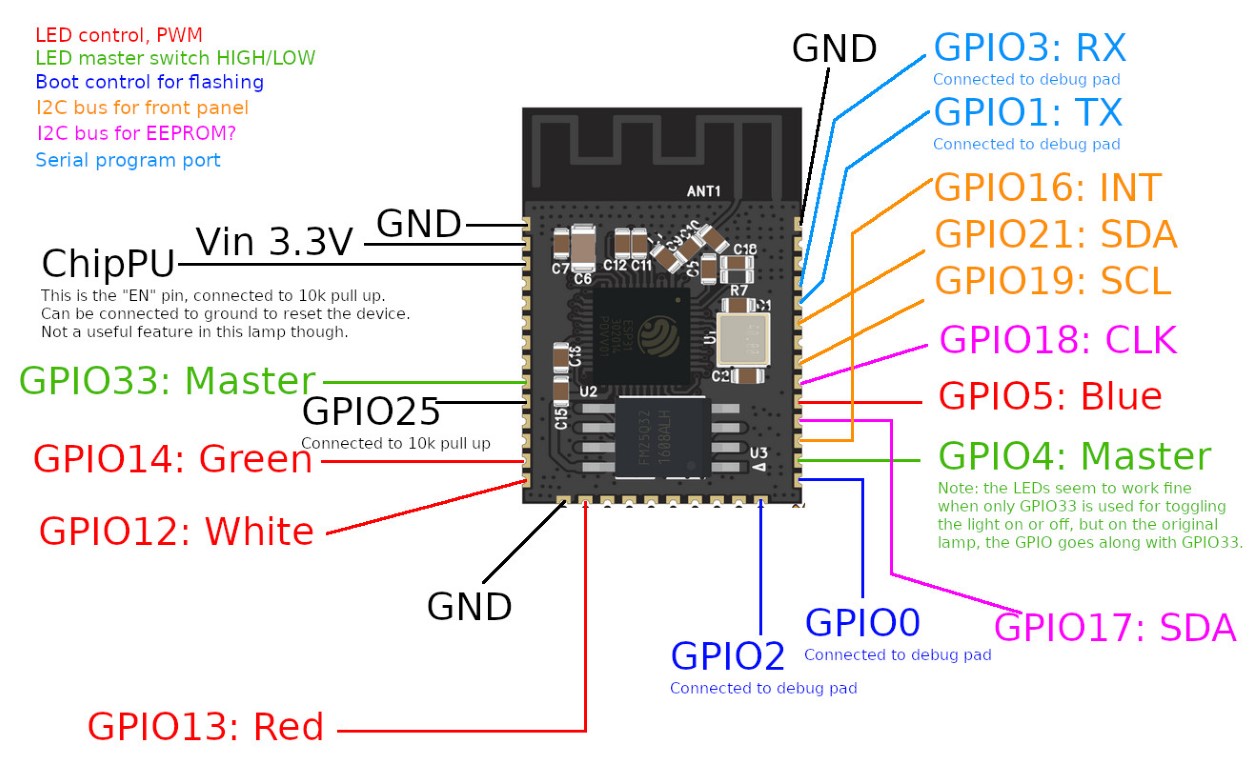 LED control, PWM
LED master switch HIGH/LOW
Boot control for flashing
I2C bus for front panel
I2C bus for EEPROM?
Serial program port
GND
GPIO3: RX
Connected to debug pad
GPIO1: TX
Connected to debug pad
GPIO16: INT
GPIO21: SDA
GPIO19: SCL
GPIO18: CLK
GPIO5: Blue
GPIO4: Master
Note: the LEDs seem to work fine
when only GPIO33 is used for toggling
the light on or off, but on the original
lamp, the GPIO goes along with GPIO33.
GPIO17: SDA
GPIO0
Connected to debug pad
GPIO2
Connected to debug pad
GND
Vin 3.3V
ChipPU
This is the "EN" pin, connected to 10k pull up.
Can be connected to ground to reset the device.
Not a useful feature in this lamp though.
GPIO33: Master
GPIO25
Connected to 10k pull up
GPIO14: Green
GPIO12: White
GND
GPIO13: Red
ANT1
C7
C6
C12
C11
C18
R7
U1
C2
C15
U2
U3
FM25Q32
1608ALH